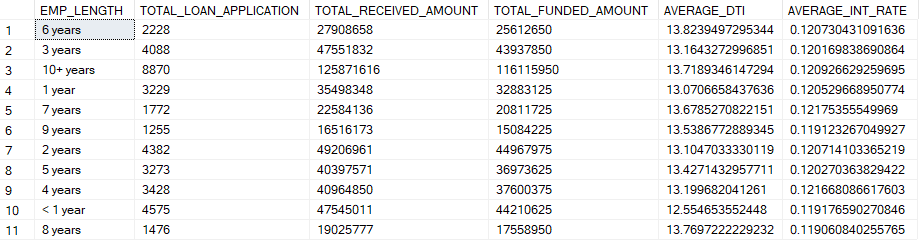 EMP_LENGTH TOTAL_LOAN_APPLICATION TOTAL_RECEIVED_AMOUNT TOTAL_FUNDED_AMOUNT AVERAGE_DTI AVERAGE_INT_RATE
1 6 years 2228 27908658 25612650 13.8239497295344 0.120730431091636
2 3 years 4088 47551832 43937850 13.1643272996851 0.120169838690864
3 10+ years 8870 125871616 116115950 13.7189346147294 0.120926629259695
4 1 year 3229 35498348 32883125 13.0706658437636 0.120529668950774
5 7 years 1772 22584136 20811725 13.6785270822151 0.12175355549969
6 9 years 1255 16516173 15084225 13.5386772889345 0.119123267049927
7 2 years 4382 49206961 44967975 13.1047033330119 0.120714103365219
8 5 years 3273 40397571 36973625 13.4271432957711 0.120270363829422
9 4 years 3428 40964850 37600375 13.199682041261 0.121668086617603
10 < 1 year 4575 47545011 44210625 12.554653552448 0.119176590270846
11 8 years 1476 19025777 17558950 13.7697222229232 0.119060840255765